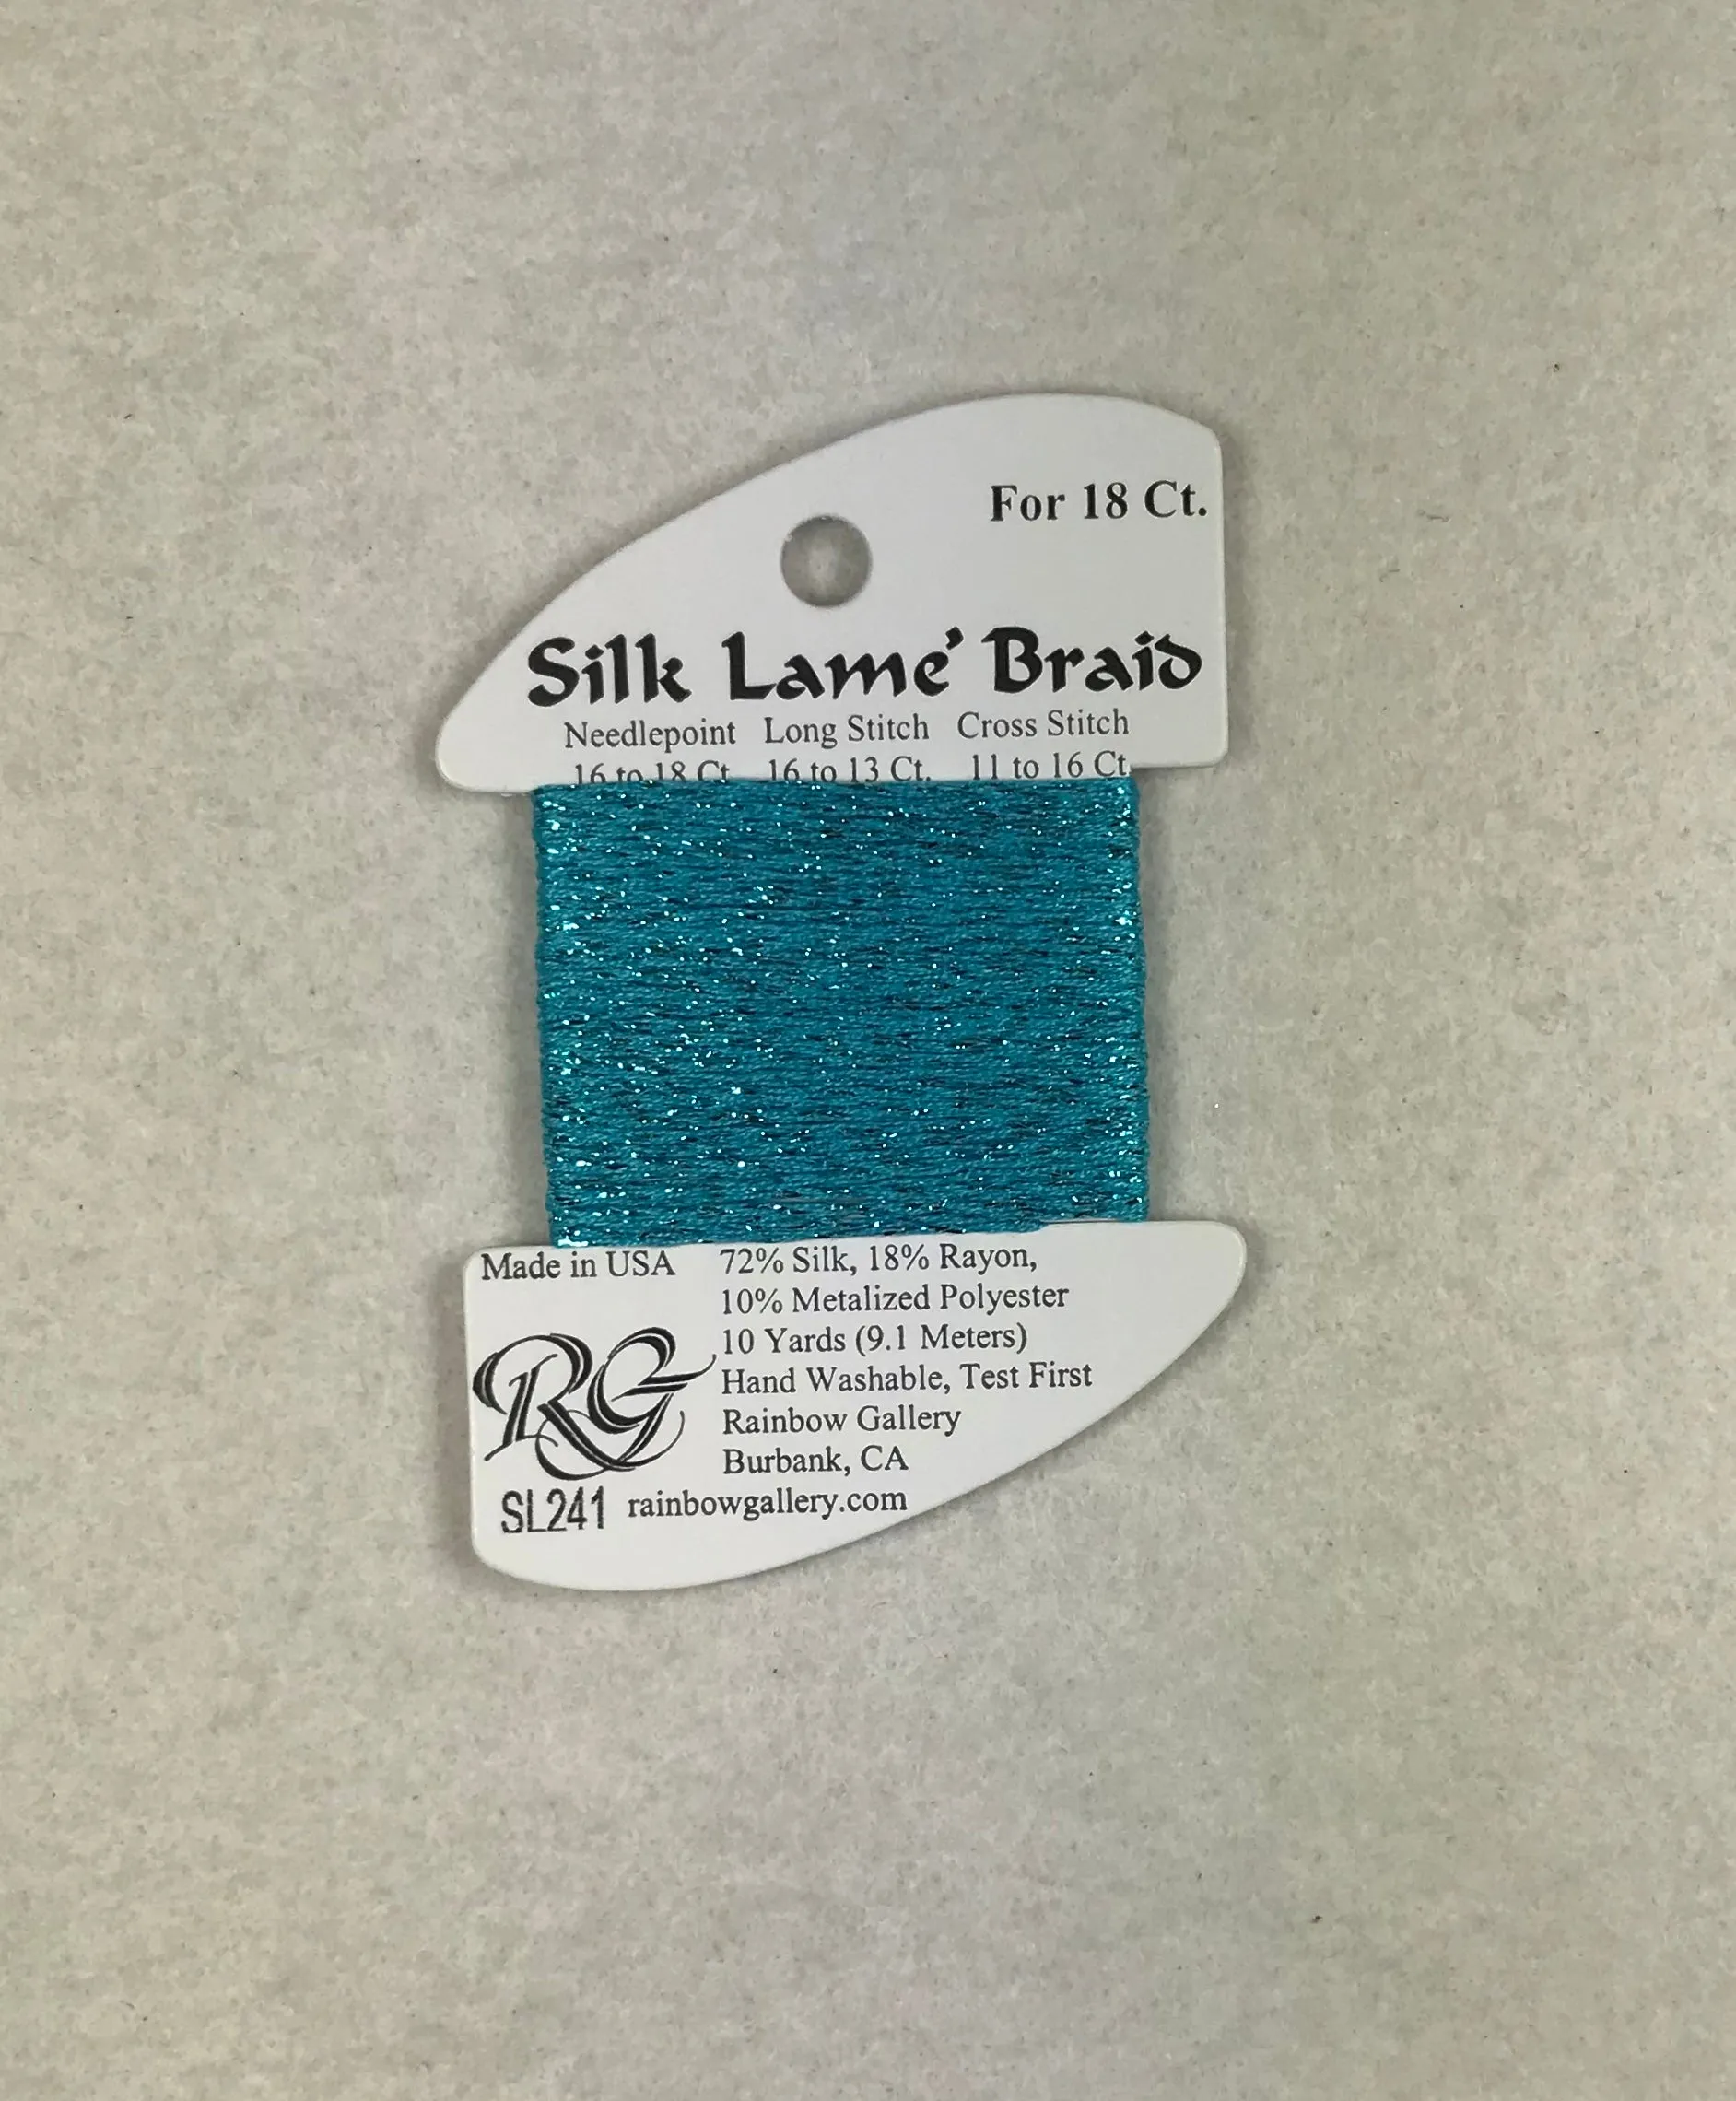 For 18 Ct.
Silk Lame' Braid
Needlepoint Long Stitch Cross Stitch
16 to 18 Ct. 16 to 13 Ct. 11 to 16 Ct.
Made in USA
72% Silk, 18% Rayon,
10% Metalized Polyester
10 Yards (9.1 Meters)
Hand Washable, Test First
Rainbow Gallery
Burbank, CA
RG
SL241 rainbowgallery.com